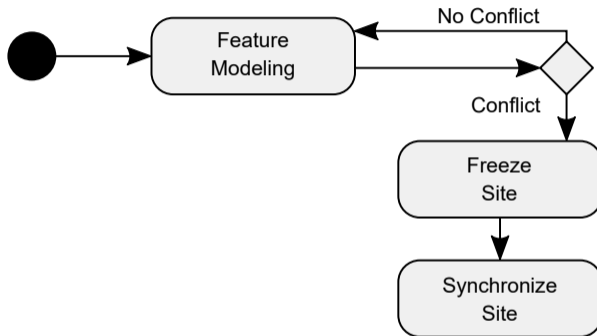 No Conflict
Feature
Modeling
Conflict
Freeze
Site
Synchronize
Site